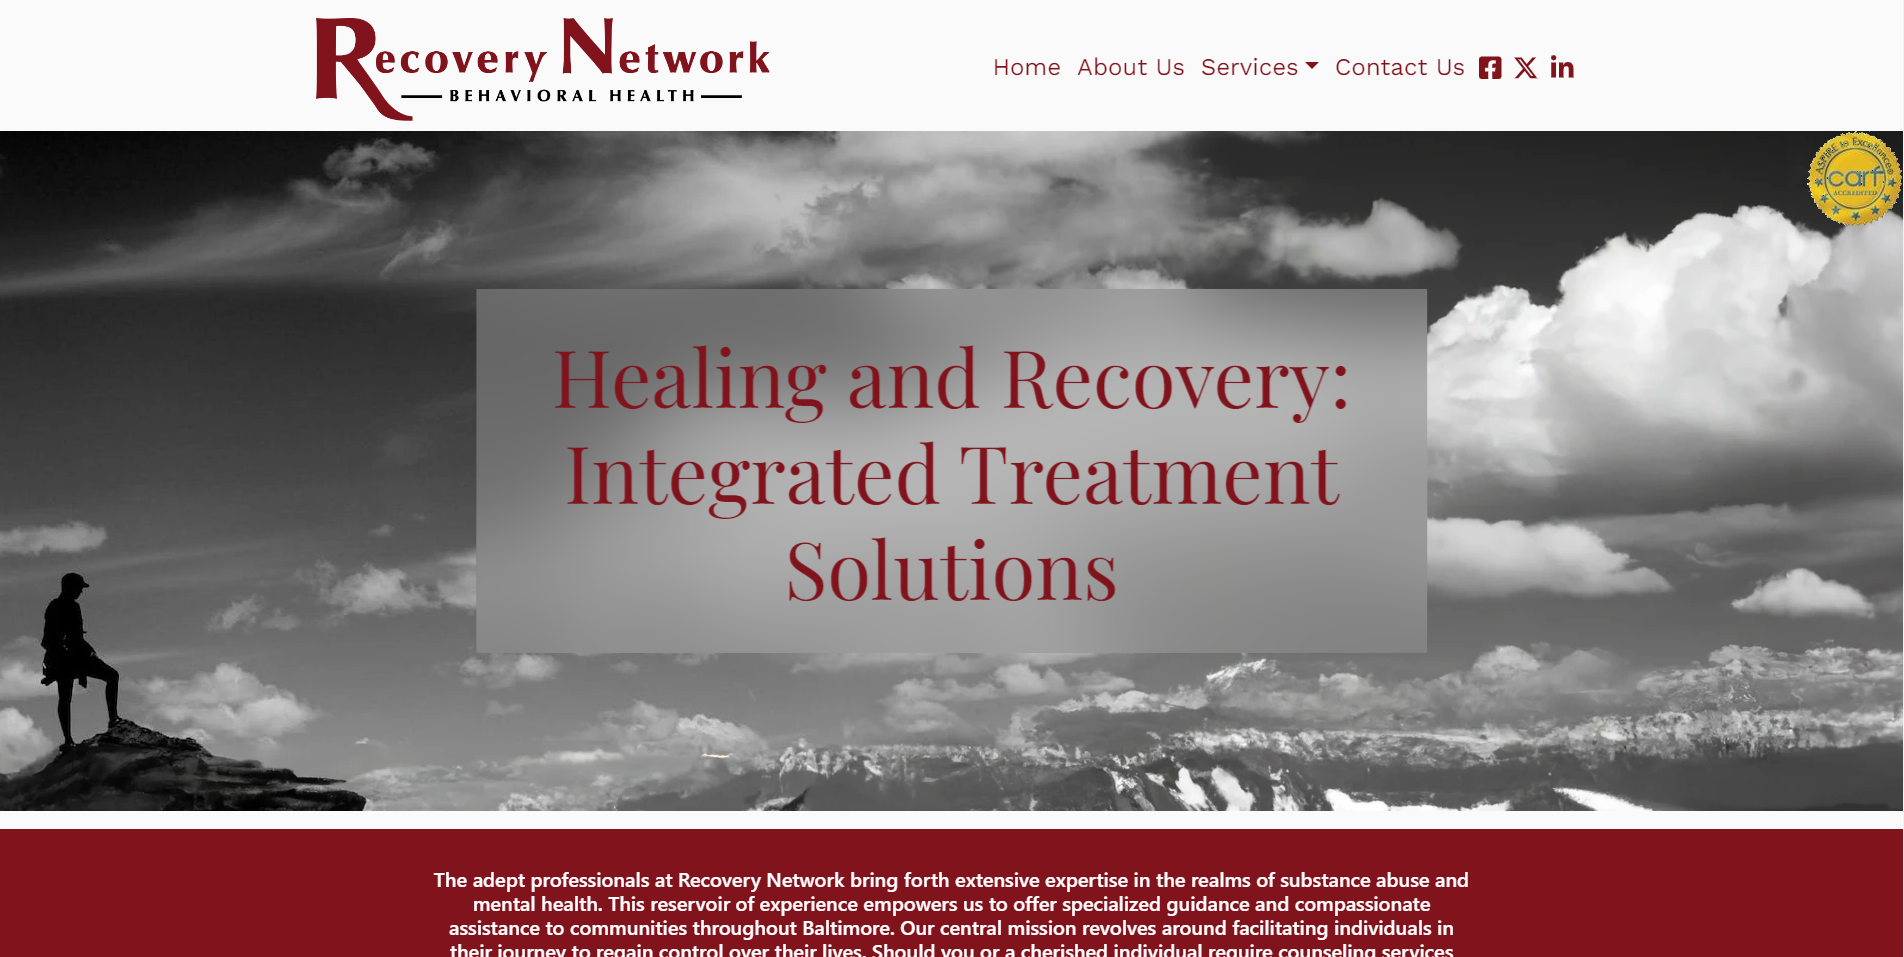 Recovery Network
BEHAVIORAL HEALTH
Home About Us Services Contact Us
ASPIRE to Excellence®
carf
ACCREDITED
Healing and Recovery:
Integrated Treatment
Solutions
The adept professionals at Recovery Network bring forth extensive expertise in the realms of substance abuse and
mental health. This reservoir of experience empowers us to offer specialized guidance and compassionate
assistance to communities throughout Baltimore. Our central mission revolves around facilitating individuals in
their journey to regain control over their lives. Should you or a cherished individual require counseling services